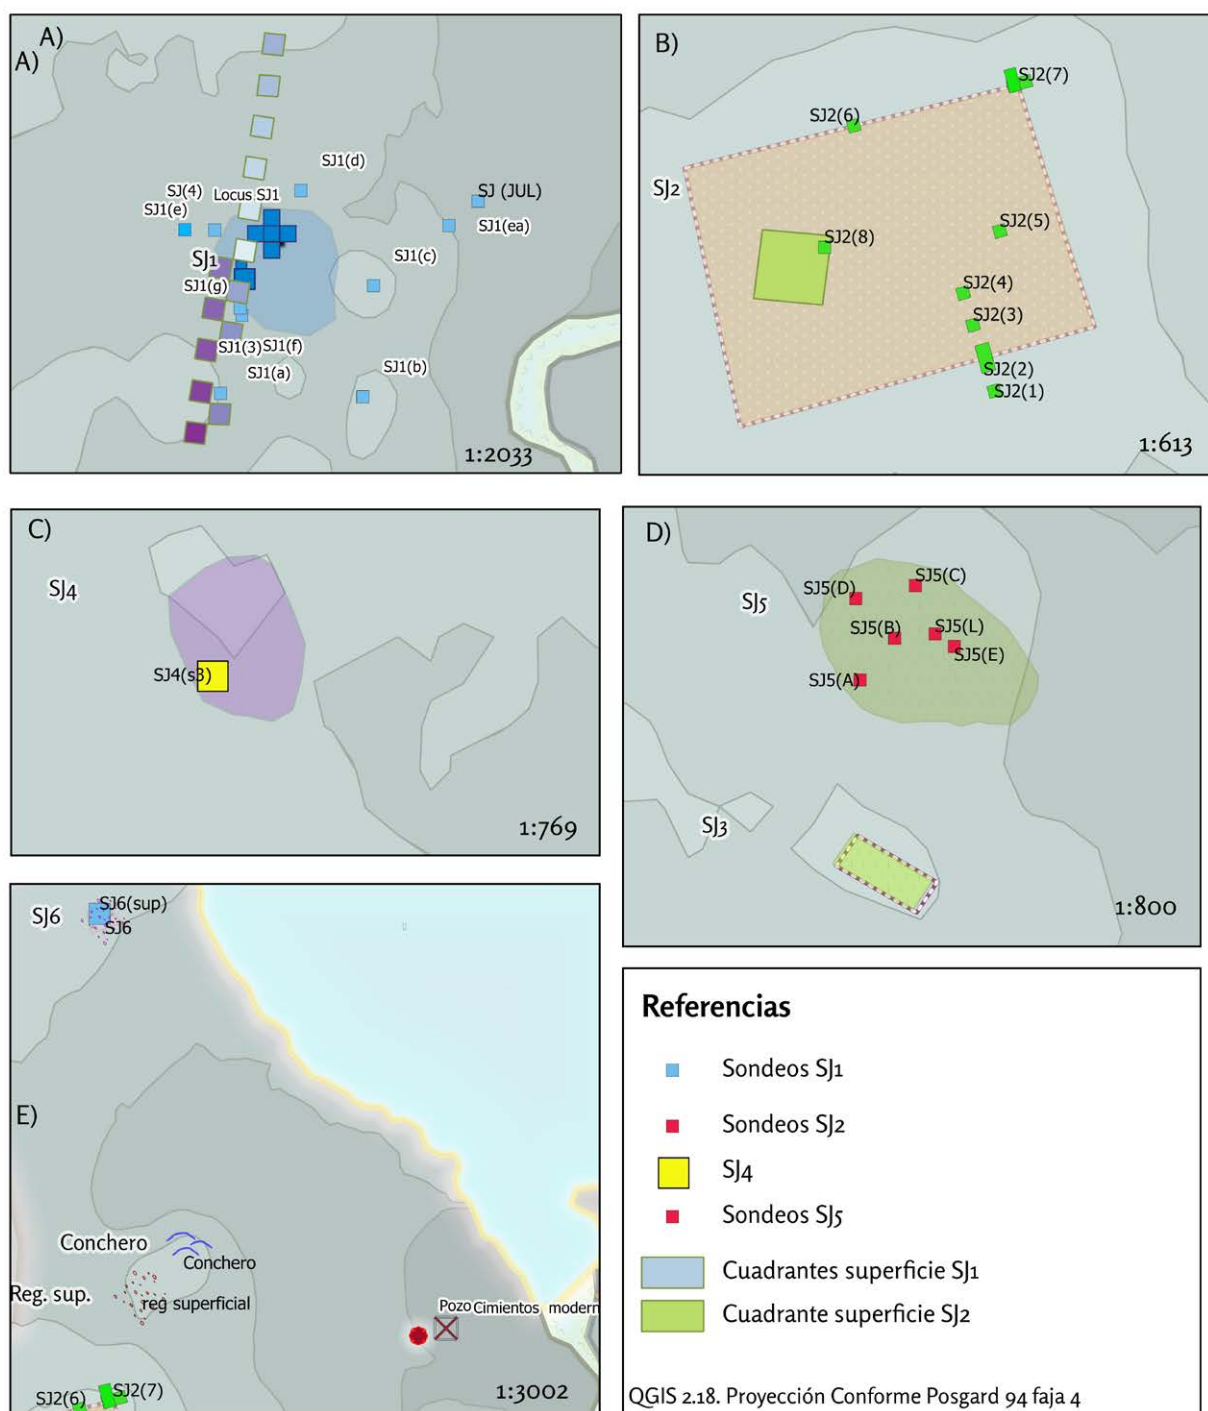 A)
A)
SJ1(d)
SJ(4)
Locus SJ1
SJ (JUL)
SJ1(e)
SJ1(ea)
SJ1
SJ1(c)
SJ1(g)
SJ1(3)
SJ1(f)
SJ1(a)
SJ1(b)
1:2033
B)
SJ2(7)
SJ2(6)
SJ2
SJ2(5)
SJ2(8)
SJ2(4)
SJ2(3)
SJ2(2)
SJ2(1)
1:613
C)
SJ4
SJ4(s3)
1:769
D)
SJ5(C)
SJ5(D)
SJ5
SJ5(B)
SJ5(L)
SJ5(E)
SJ5(A)
SJ3
1:800
SJ6(sup)
SJ6
SJ6
E)
Conchero
Conchero
Reg. sup.
reg superficial
Pozo
Cimientos modern
SJ2(6)
SJ2(7)
1:3002
Referencias
Sondeos SJ1
Sondeos SJ2
SJ4
Sondeos SJ5
Cuadrantes superficie SJ1
Cuadrante superficie SJ2
QGIS 2.18. Proyección Conforme Posgard 94 faja 4